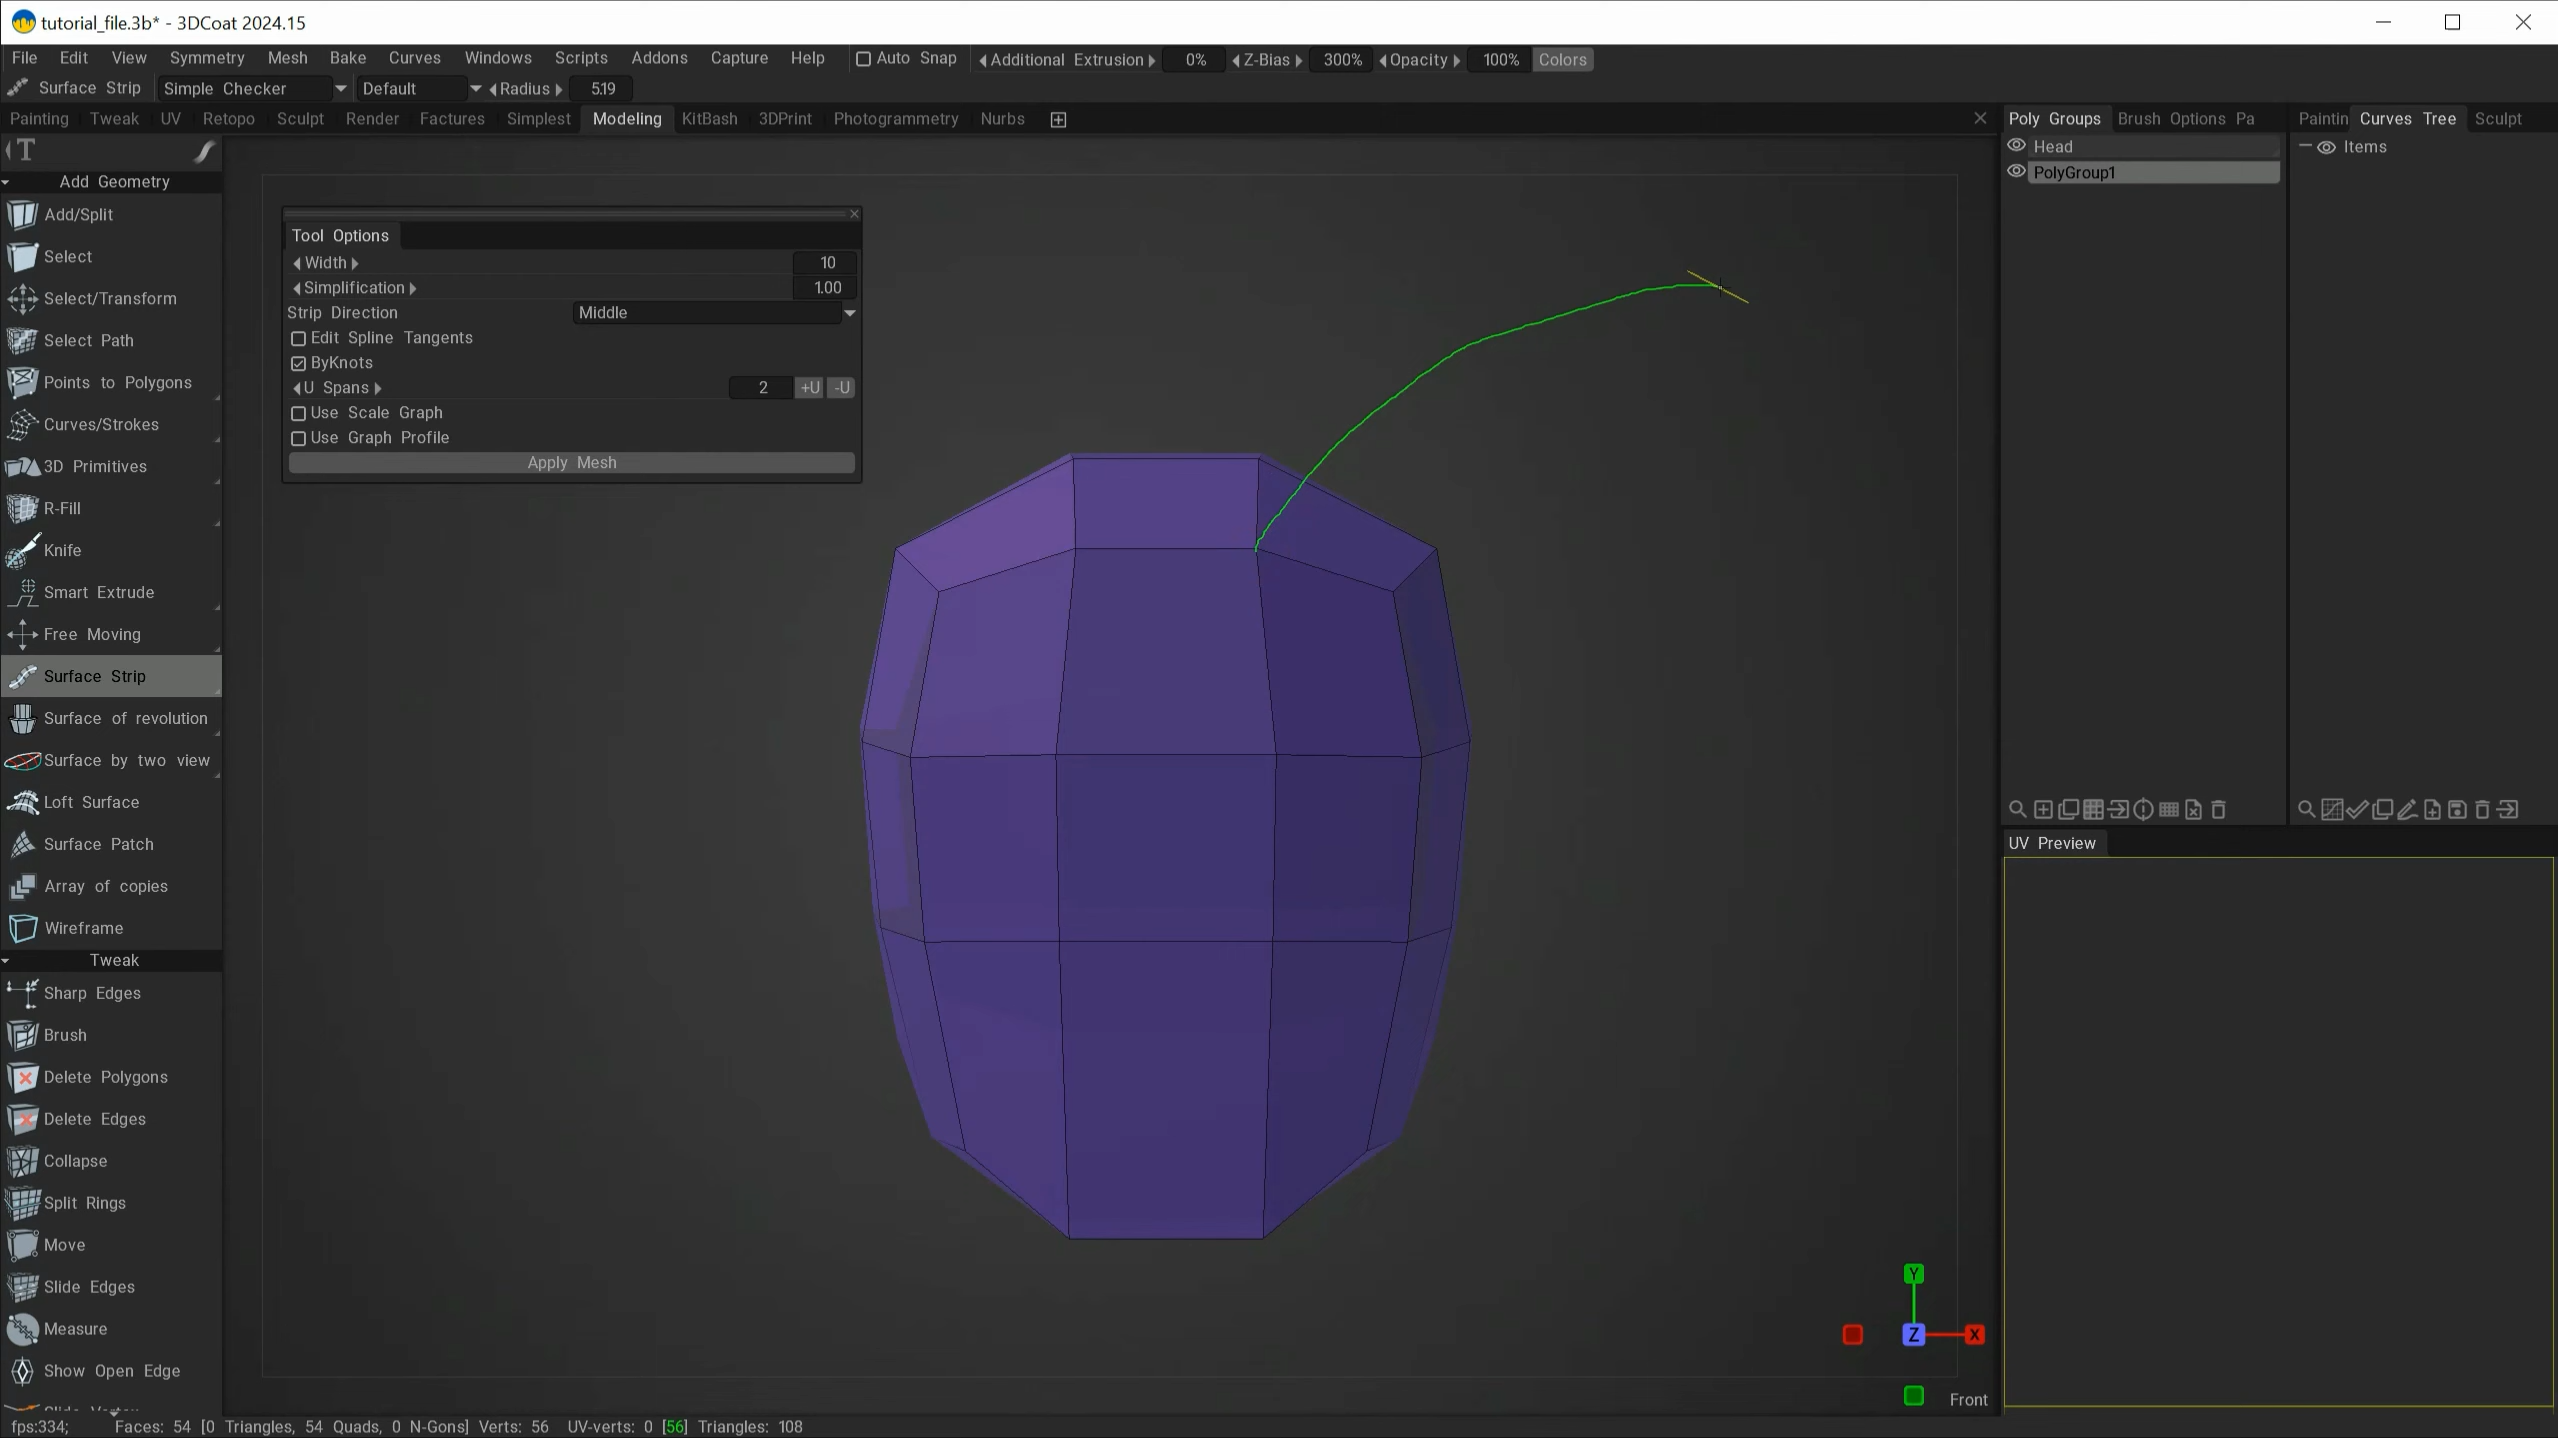 tutorial_file.3b* - 3DCoat 2024.15
File Edit View Symmetry Mesh Bake Curves Windows Scripts Addons Capture Help Auto Snap Additional Extrusion 0% Z-Bias 300% Opacity 100% Colors
Surface Strip Simple Checker Default Radius 5.19
Painting Tweak UV Retopo Sculpt Render Factures Simplest Modeling KitBash 3DPrint Photogrammetry Nurbs
Poly Groups Brush Options Pa
Head
PolyGroup1
Paintin Curves Tree Sculpt
Items
T
Add Geometry
Add/Split
Select
Select/Transform
Select Path
Points to Polygons
Curves/Strokes
3D Primitives
R-Fill
Knife
Smart Extrude
Free Moving
Surface Strip
Surface of revolution
Surface by two view
Loft Surface
Surface Patch
Array of copies
Wireframe
Tweak
Sharp Edges
Brush
Delete Polygons
Delete Edges
Collapse
Split Rings
Move
Slide Edges
Measure
Show Open Edge
Tool Options
Width 10
Simplification 1.00
Strip Direction Middle
Edit Spline Tangents
ByKnots
U Spans 2 +U -U
Use Scale Graph
Use Graph Profile
Apply Mesh
UV Preview
Y
Z X
Front
fps:334; Faces: 54 [0 Triangles, 54 Quads, 0 N-Gons] Verts: 56 UV-verts: 0 [56] Triangles: 108